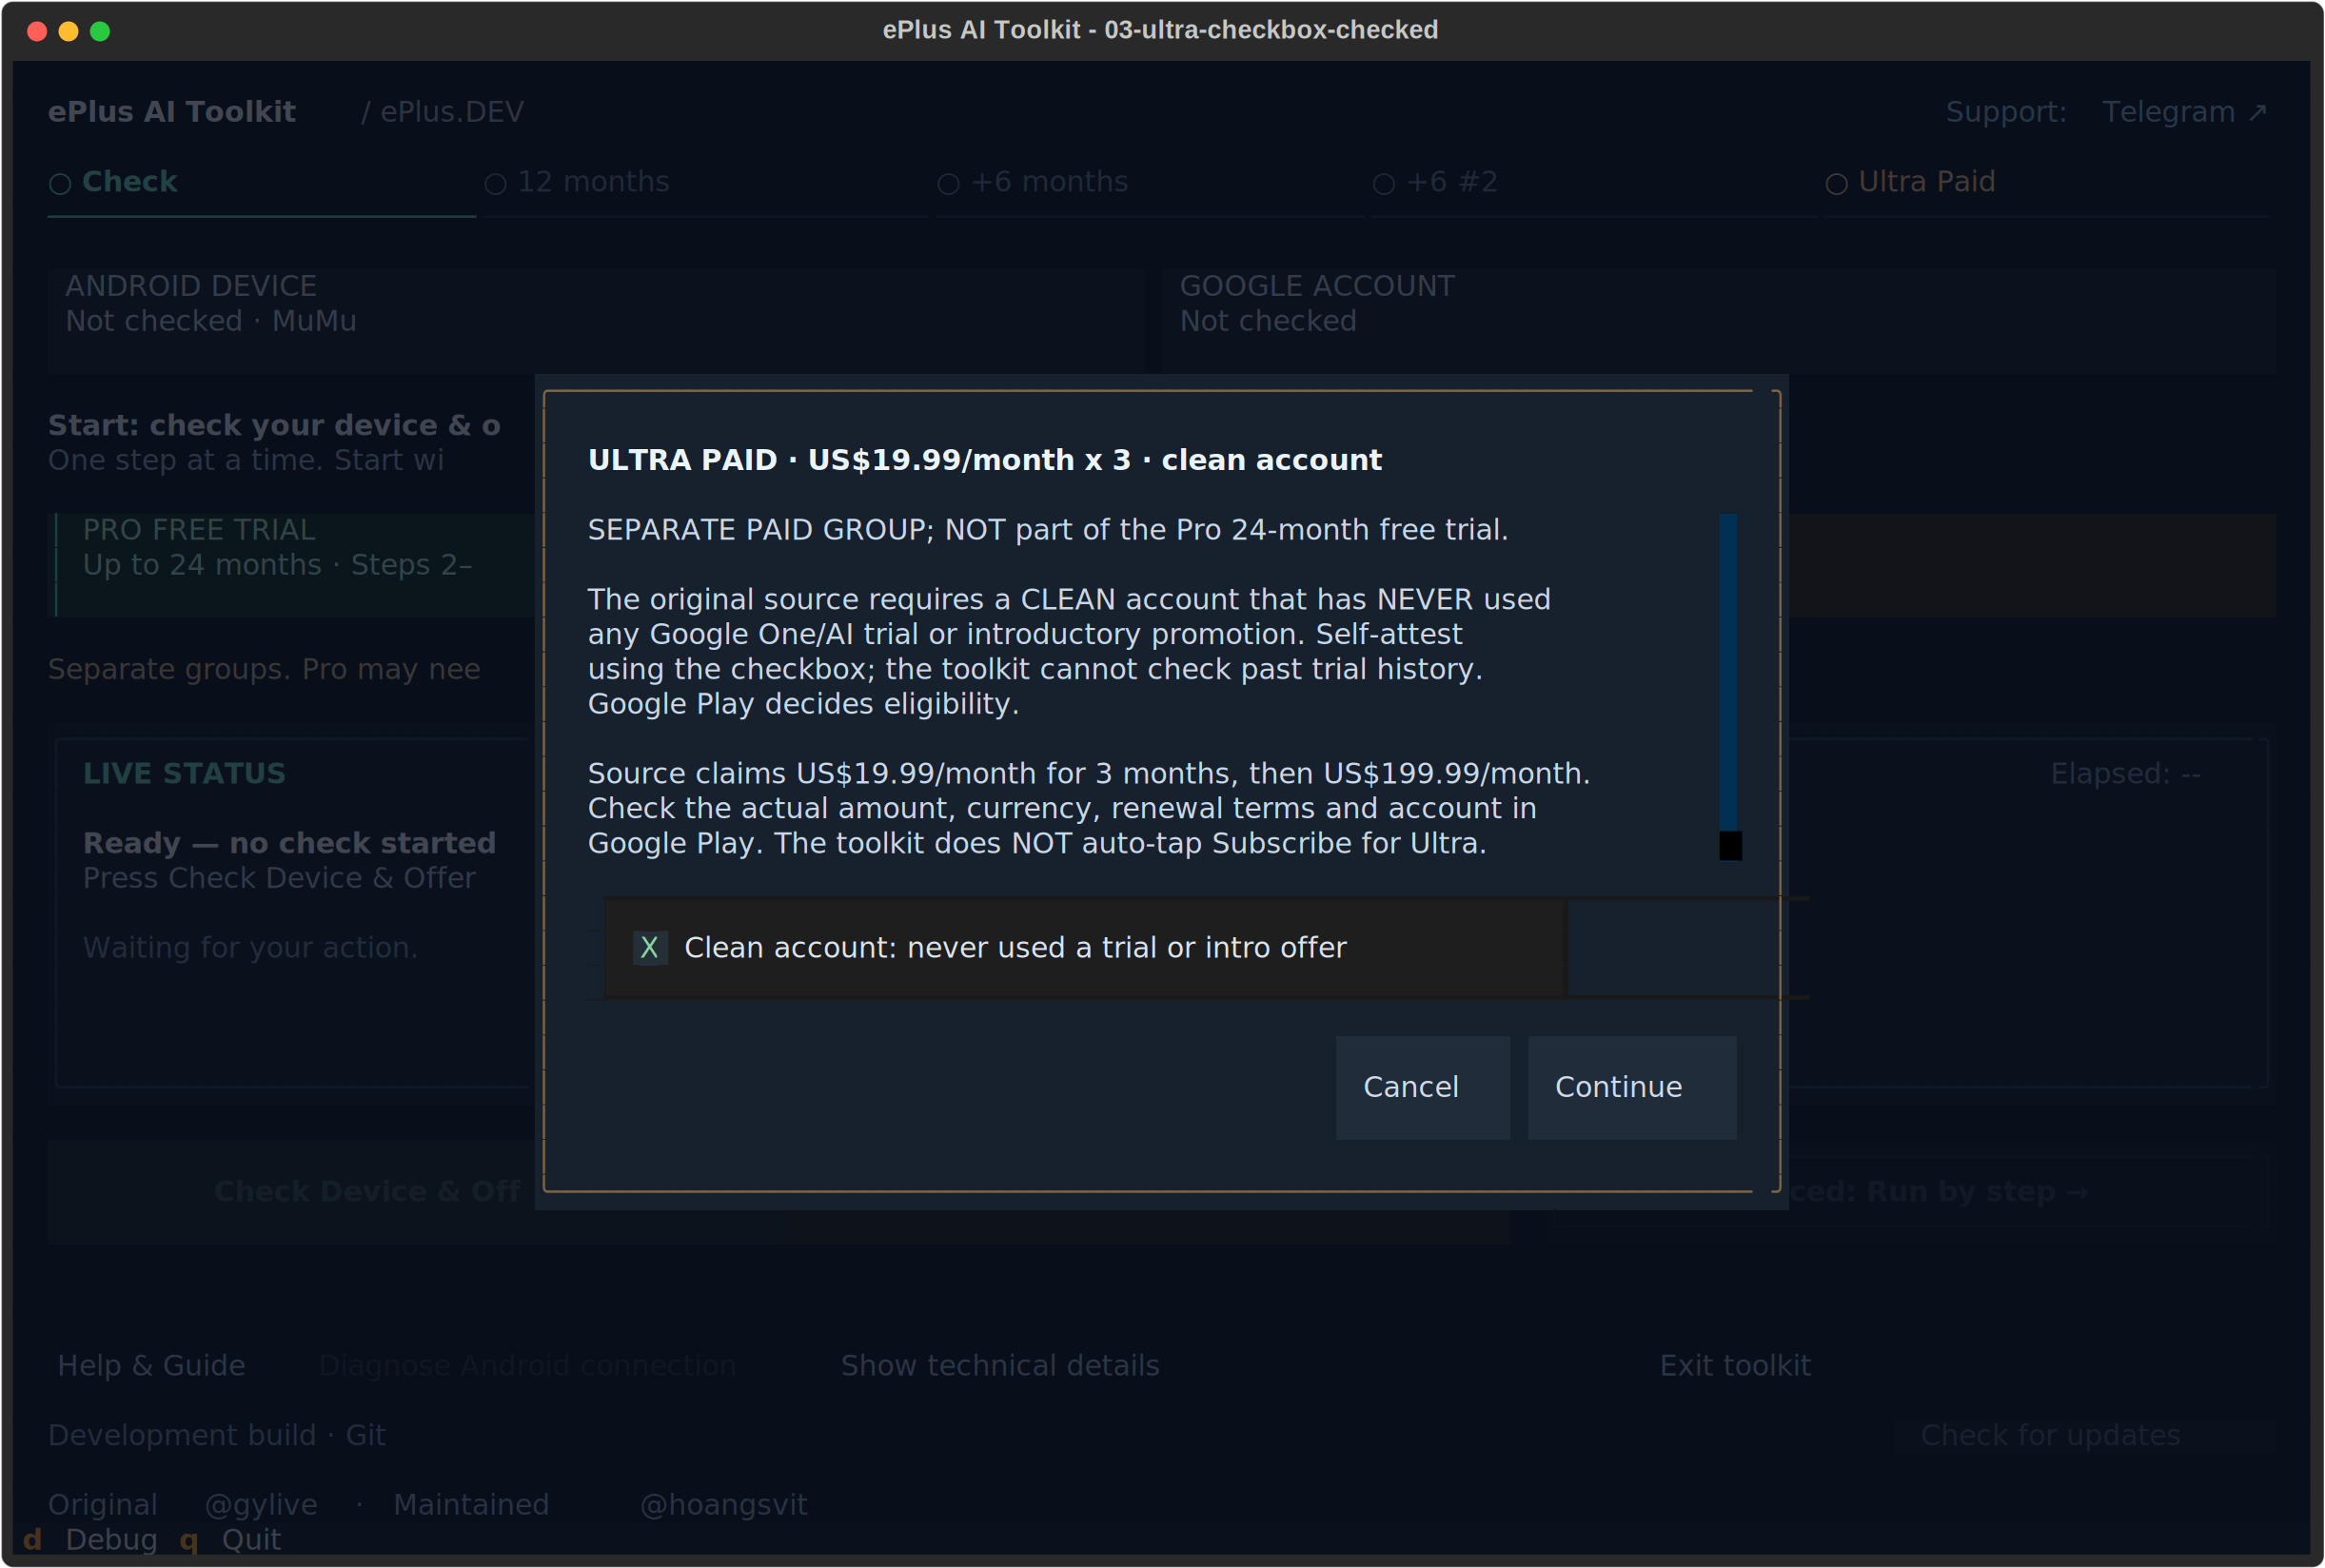 ePlus AI Toolkit - 03-ultra-checkbox-checked
ePlus AI Toolkit / ePlus.DEV Support: Telegram ↗
○ Check ○ 12 months ○ +6 months ○ +6 #2 ○ Ultra Paid
ANDROID DEVICE GOOGLE ACCOUNT
Not checked · MuMu Not checked
Start: check your device & o
One step at a time. Start wi
PRO FREE TRIAL
Up to 24 months · Steps 2–
Separate groups. Pro may nee
LIVE STATUS Elapsed: --
Ready — no check started
Press Check Device & Offer
Waiting for your action.
ULTRA PAID · US$19.99/month x 3 · clean account
SEPARATE PAID GROUP; NOT part of the Pro 24-month free trial.
The original source requires a CLEAN account that has NEVER used
any Google One/AI trial or introductory promotion. Self-attest
using the checkbox; the toolkit cannot check past trial history.
Google Play decides eligibility.
Source claims US$19.99/month for 3 months, then US$199.99/month.
Check the actual amount, currency, renewal terms and account in
Google Play. The toolkit does NOT auto-tap Subscribe for Ultra.
X Clean account: never used a trial or intro offer
Cancel Continue
Check Device & Off ced: Run by step →
Help & Guide Diagnose Android connection Show technical details Exit toolkit
Development build · Git Check for updates
Original @gylive · Maintained @hoangsvit
d Debug q Quit